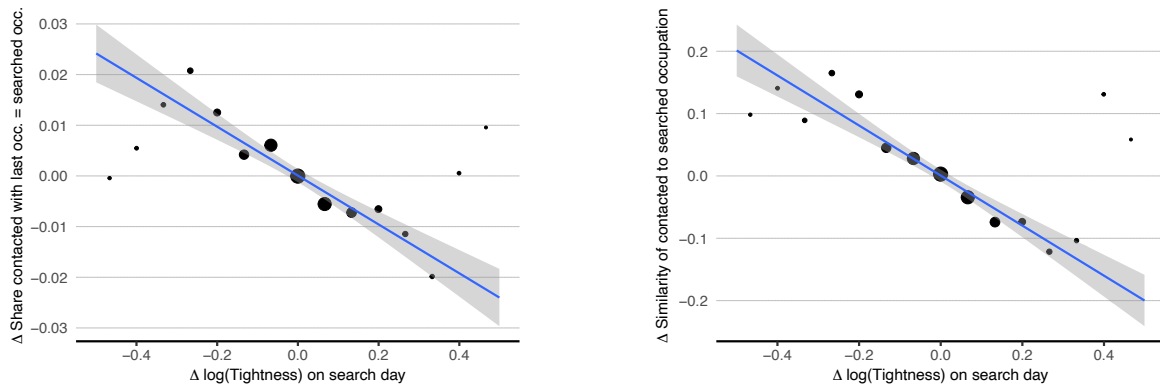 Δ Share contacted with last occ. = searched occ.
0.03
0.02
0.01
0.00
−0.01
−0.02
−0.03
−0.4 −0.2 0.0 0.2 0.4
Δ log(Tightness) on search day
Δ Similarity of contacted to searched occupation
0.2
0.1
0.0
−0.1
−0.2
−0.4 −0.2 0.0 0.2 0.4
Δ log(Tightness) on search day